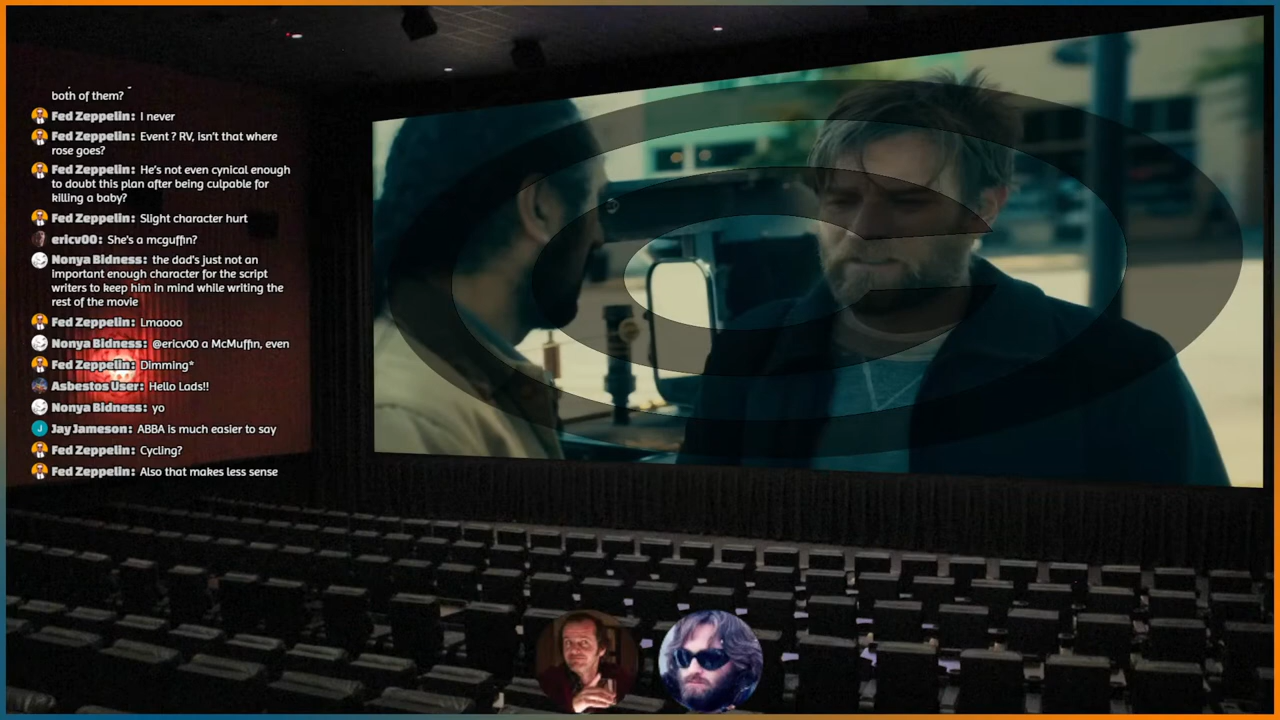 both of them?
Fed Zeppelin: I never
Fed Zeppelin: Event ? RV, isn't that where
rose goes?
Fed Zeppelin: He's not even cynical enough
to doubt this plan after being culpable for
killing a baby?
Fed Zeppelin: Slight character hurt
ericv00: She's a mcguffin?
Nonya Bidness: the dad's just not an
important enough character for the script
writers to keep him in mind while writing the
rest of the movie
Fed Zeppelin: Lmaooo
Nonya Bidness: @ericv00 a McMuffin, even
Fed Zeppelin: Dimming*
Asbestos User: Hello Lads!!
Nonya Bidness: yo
J Jay Jameson: ABBA is much easier to say
Fed Zeppelin: Cycling?
Fed Zeppelin: Also that makes less sense